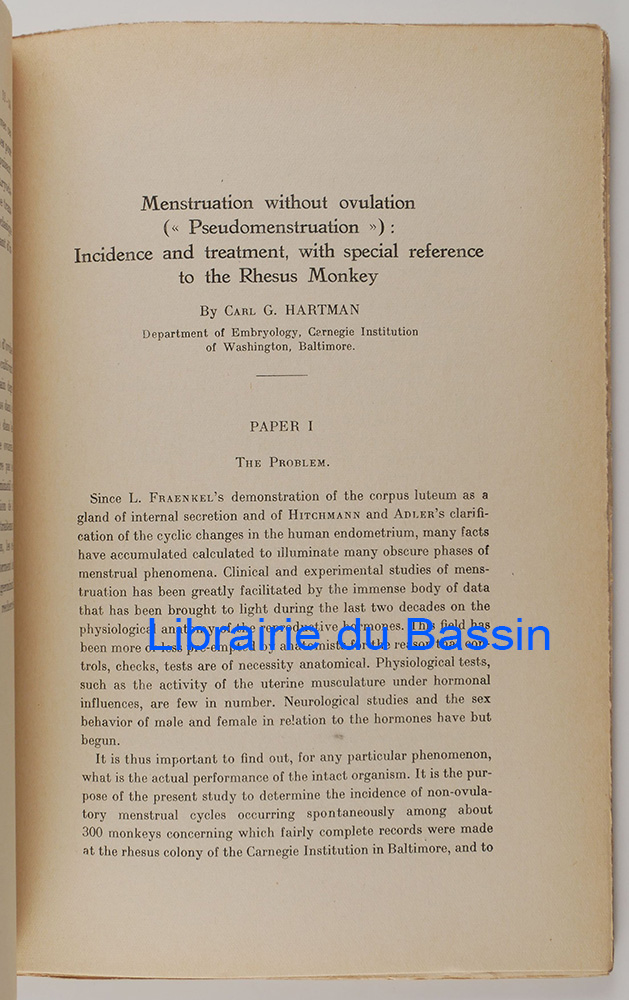 Menstruation without ovulation
(« Pseudomenstruation ») :
Incidence and treatment, with special reference
to the Rhesus Monkey
By Carl G. HARTMAN
Department of Embryology, Carnegie Institution
of Washington, Baltimore.
PAPER I
The Problem.
Since L. Fraenkel's demonstration of the corpus luteum as a
gland of internal secretion and of Hitchmann and Adler's clarifi-
cation of the cyclic changes in the human endometrium, many facts
have accumulated calculated to illuminate many obscure phases of
menstrual phenomena. Clinical and experimental studies of mens-
truation has been greatly facilitated by the immense body of data
that has been brought to light during the last two decades on the
physiological anatomy of the reproductive hormones. This field has
Librairie du Bassin
been more or less pre-empted by anatomists for the reason that con-
trols, checks, tests are of necessity anatomical. Physiological tests,
such as the activity of the uterine musculature under hormonal
influences, are few in number. Neurological studies and the sex
behavior of male and female in relation to the hormones have but
begun.
It is thus important to find out, for any particular phenomenon,
what is the actual performance of the intact organism. It is the pur-
pose of the present study to determine the incidence of non-ovula-
tory menstrual cycles occurring spontaneously among about
300 monkeys concerning which fairly complete records were made
at the rhesus colony of the Carnegie Institution in Baltimore, and to